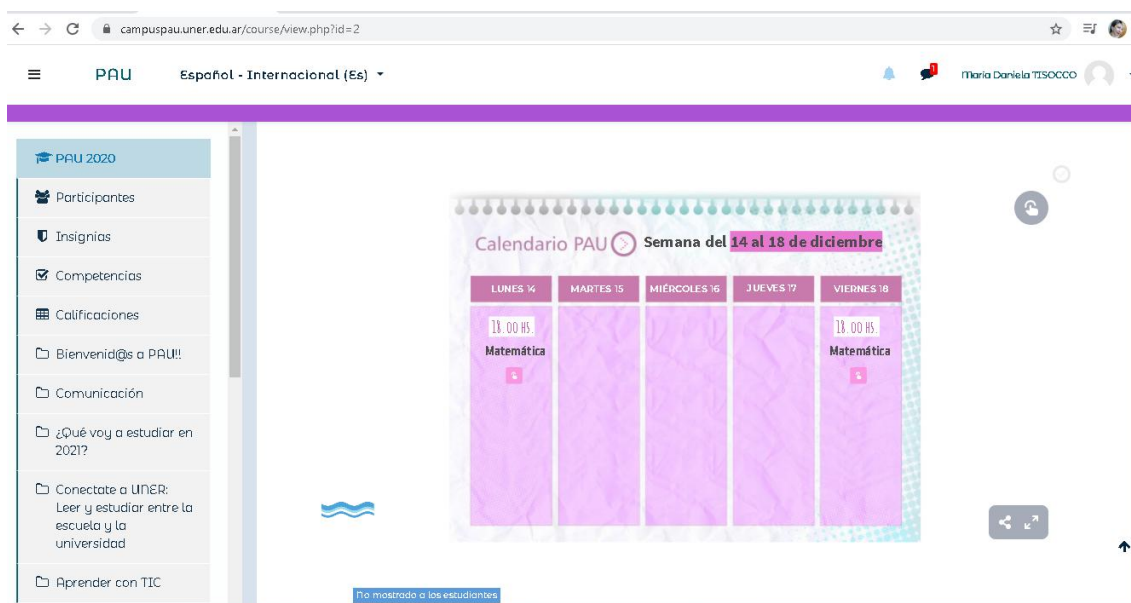 campuspau.uner.edu.ar/course/view.php?id=2
PAU
Español - Internacional (Es)
1
Maria Daniela TISOCCO
PAU 2020
Participantes
Insignias
Competencias
Calificaciones
Bienvenid@s a PAU!!
Comunicación
¿Qué voy a estudiar en
2021?
Conectate a UNER:
Leer y estudiar entre la
escuela y la
universidad
Aprender con TIC
Calendario PAU
Semana del 14 al 18 de diciembre
LUNES 14
MARTES 15
MIÉRCOLES 16
JUEVES 17
VIERNES 18
18.00 HS.
Matemática
18.00 HS.
Matemática
No mostrado a los estudiantes